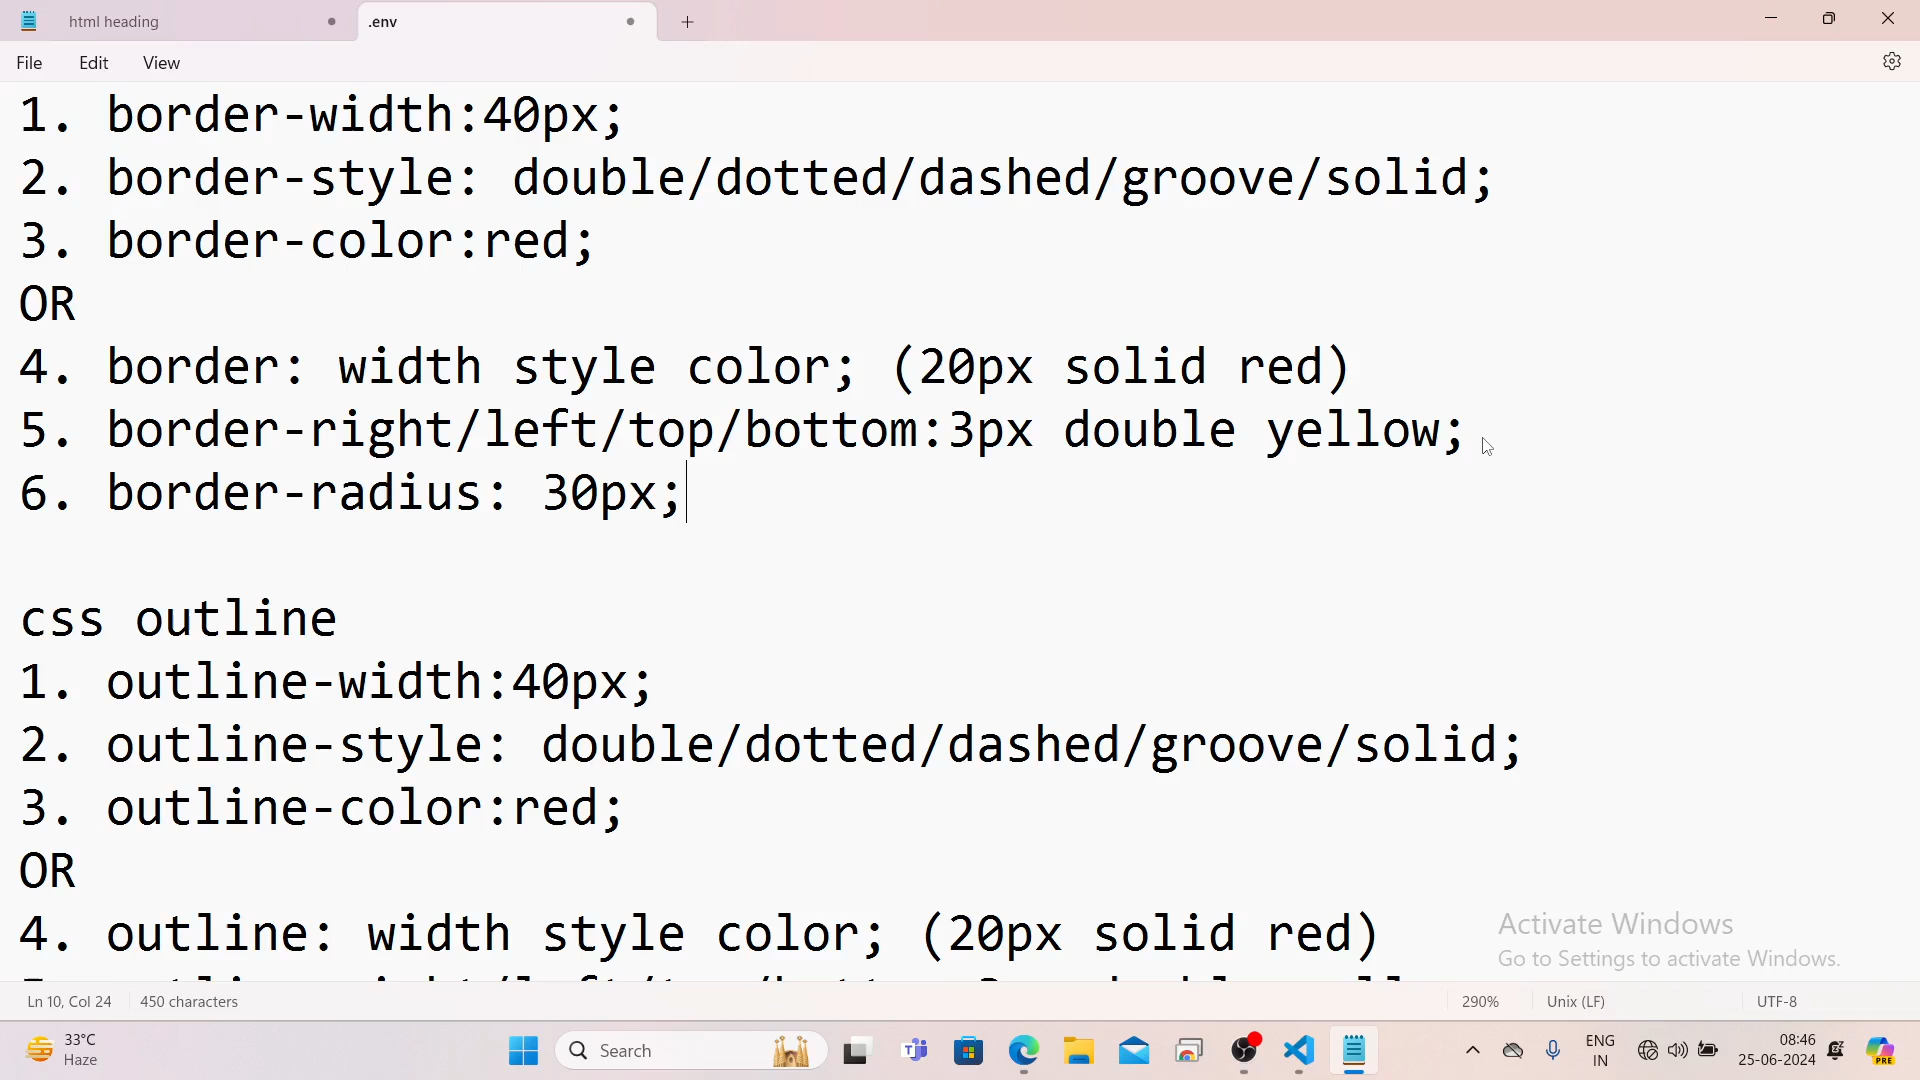 html heading
.env
File Edit View
1. border-width:40px;
2. border-style: double/dotted/dashed/groove/solid;
3. border-color:red;
OR
4. border: width style color; (20px solid red)
5. border-right/left/top/bottom:3px double yellow;
6. border-radius: 30px;
css outline
1. outline-width:40px;
2. outline-style: double/dotted/dashed/groove/solid;
3. outline-color:red;
OR
4. outline: width style color; (20px solid red)
Activate Windows
Go to Settings to activate Windows.
Ln 10, Col 24 450 characters 290% Unix (LF) UTF-8
33°C
Haze
Search
ENG
IN
08:46
25-06-2024
PRE